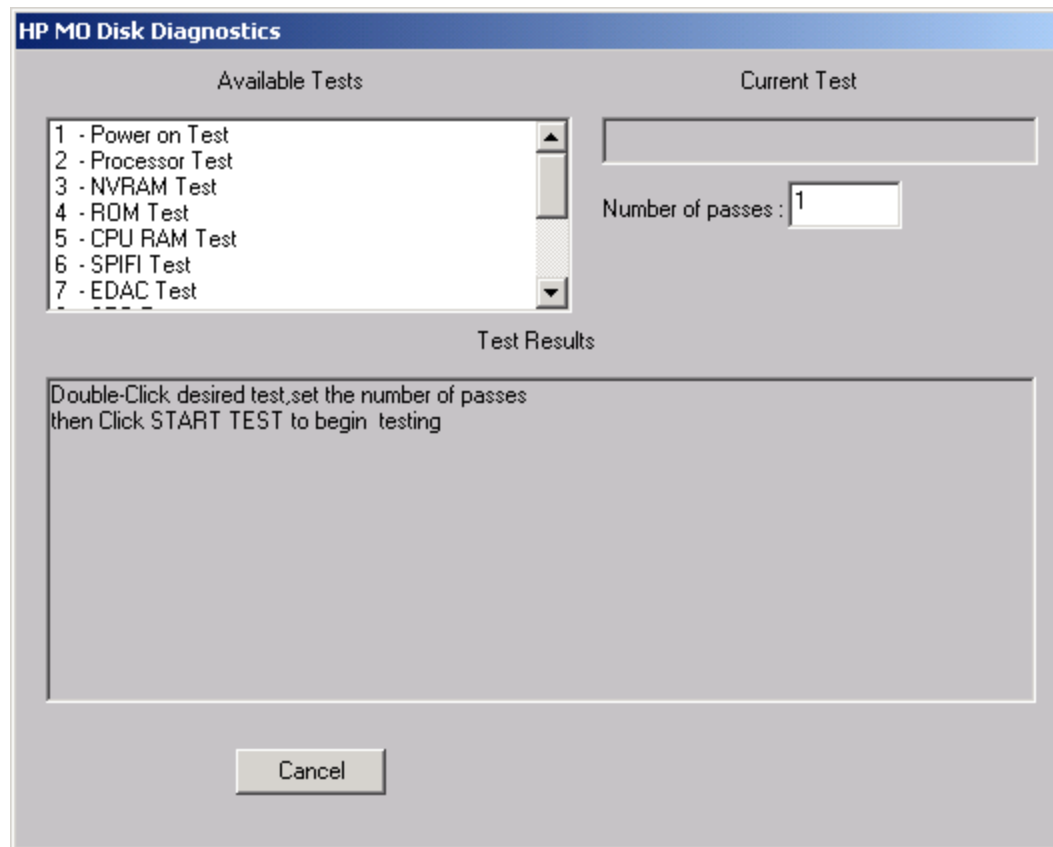 HP MO Disk Diagnostics
Available Tests
Current Test
1 - Power on Test
2 - Processor Test
3 - NVRAM Test
4 - ROM Test
5 - CPU RAM Test
6 - SPIFI Test
7 - EDAC Test
Number of passes : 1
Test Results
Double-Click desired test,set the number of passes
then Click START TEST to begin  testing
Cancel